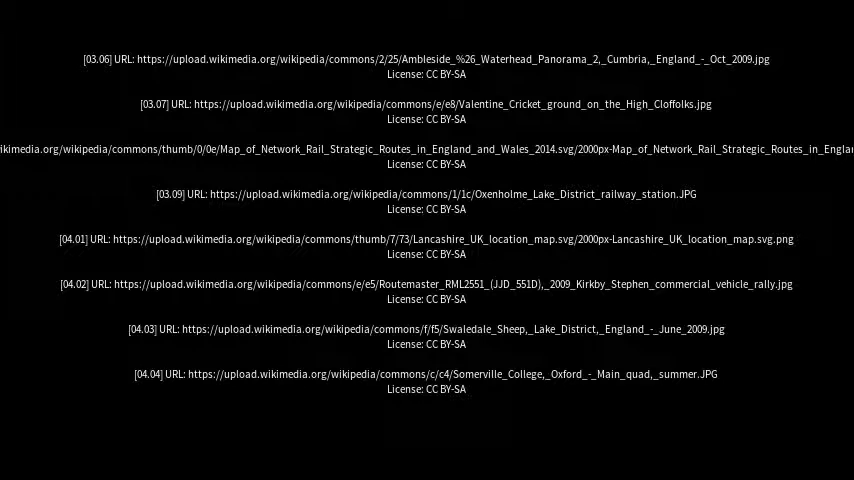 [03.06] URL: https://upload.wikimedia.org/wikipedia/commons/2/25/Ambleside_%26_Waterhead_Panorama_2,_Cumbria,_England_-_Oct_2009.jpg
License: CC BY-SA
[03.07] URL: https://upload.wikimedia.org/wikipedia/commons/e/e8/Valentine_Cricket_ground_on_the_High_Cloffolks.jpg
License: CC BY-SA
ikimedia.org/wikipedia/commons/thumb/0/0e/Map_of_Network_Rail_Strategic_Routes_in_England_and_Wales_2014.svg/2000px-Map_of_Network_Rail_Strategic_Routes_in_Englan
License: CC BY-SA
[03.09] URL: https://upload.wikimedia.org/wikipedia/commons/1/1c/Oxenholme_Lake_District_railway_station.JPG
License: CC BY-SA
[04.01] URL: https://upload.wikimedia.org/wikipedia/commons/thumb/7/73/Lancashire_UK_location_map.svg/2000px-Lancashire_UK_location_map.svg.png
License: CC BY-SA
[04.02] URL: https://upload.wikimedia.org/wikipedia/commons/e/e5/Routemaster_RML2551_(JJD_551D),_2009_Kirkby_Stephen_commercial_vehicle_rally.jpg
License: CC BY-SA
[04.03] URL: https://upload.wikimedia.org/wikipedia/commons/f/f5/Swaledale_Sheep,_Lake_District,_England_-_June_2009.jpg
License: CC BY-SA
[04.04] URL: https://upload.wikimedia.org/wikipedia/commons/c/c4/Somerville_College,_Oxford_-_Main_quad,_summer.JPG
License: CC BY-SA